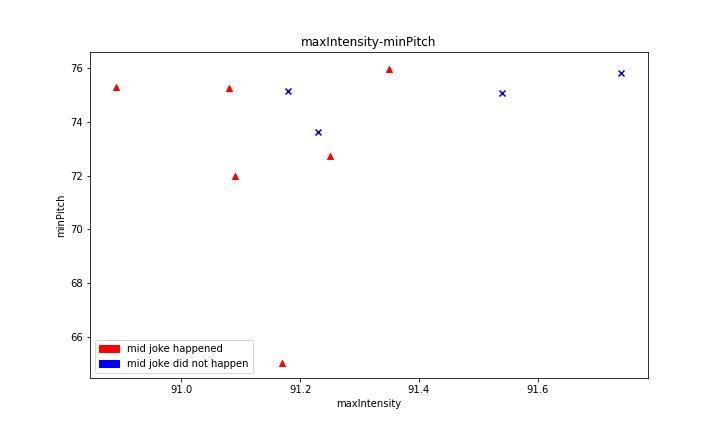 maxIntensity-minPitch
76
74
72
70
68
66
minPitch
mid joke happened
mid joke did not happen
91.0 91.2 91.4 91.6
maxIntensity